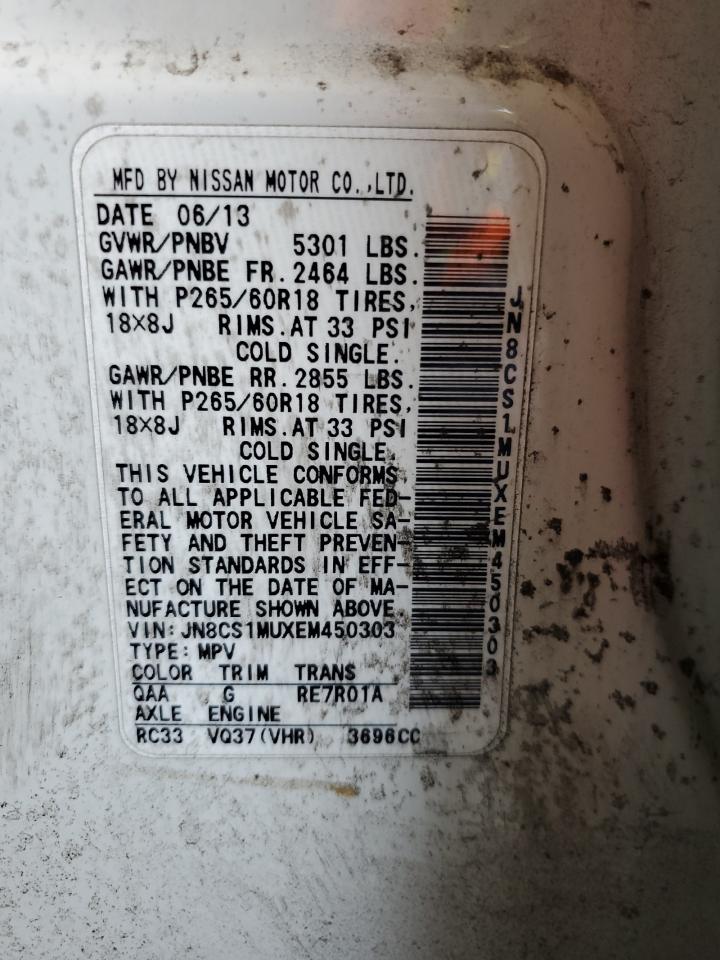 MFD BY NISSAN MOTOR CO.,LTD.
DATE 06/13
GVWR/PNBV 5301 LBS.
GAWR/PNBE FR. 2464 LBS.
WITH P265/60R18 TIRES,
18×8J RIMS.AT 33 PSI
COLD SINGLE.
GAWR/PNBE RR. 2855 LBS.
WITH P265/60R18 TIRES,
18×8J RIMS.AT 33 PSI
COLD SINGLE.
THIS VEHICLE CONFORMS
TO ALL APPLICABLE FED-
ERAL MOTOR VEHICLE SA-
FETY AND THEFT PREVEN-
TION STANDARDS IN EFF-
ECT ON THE DATE OF MA-
NUFACTURE SHOWN ABOVE.
VIN: JN8CS1MUXEM450303
TYPE: MPV
COLOR TRIM TRANS
QAA G RE7R01A
AXLE ENGINE
RC33 VQ37(VHR) 3696CC
JN8CS1MUXEM450303